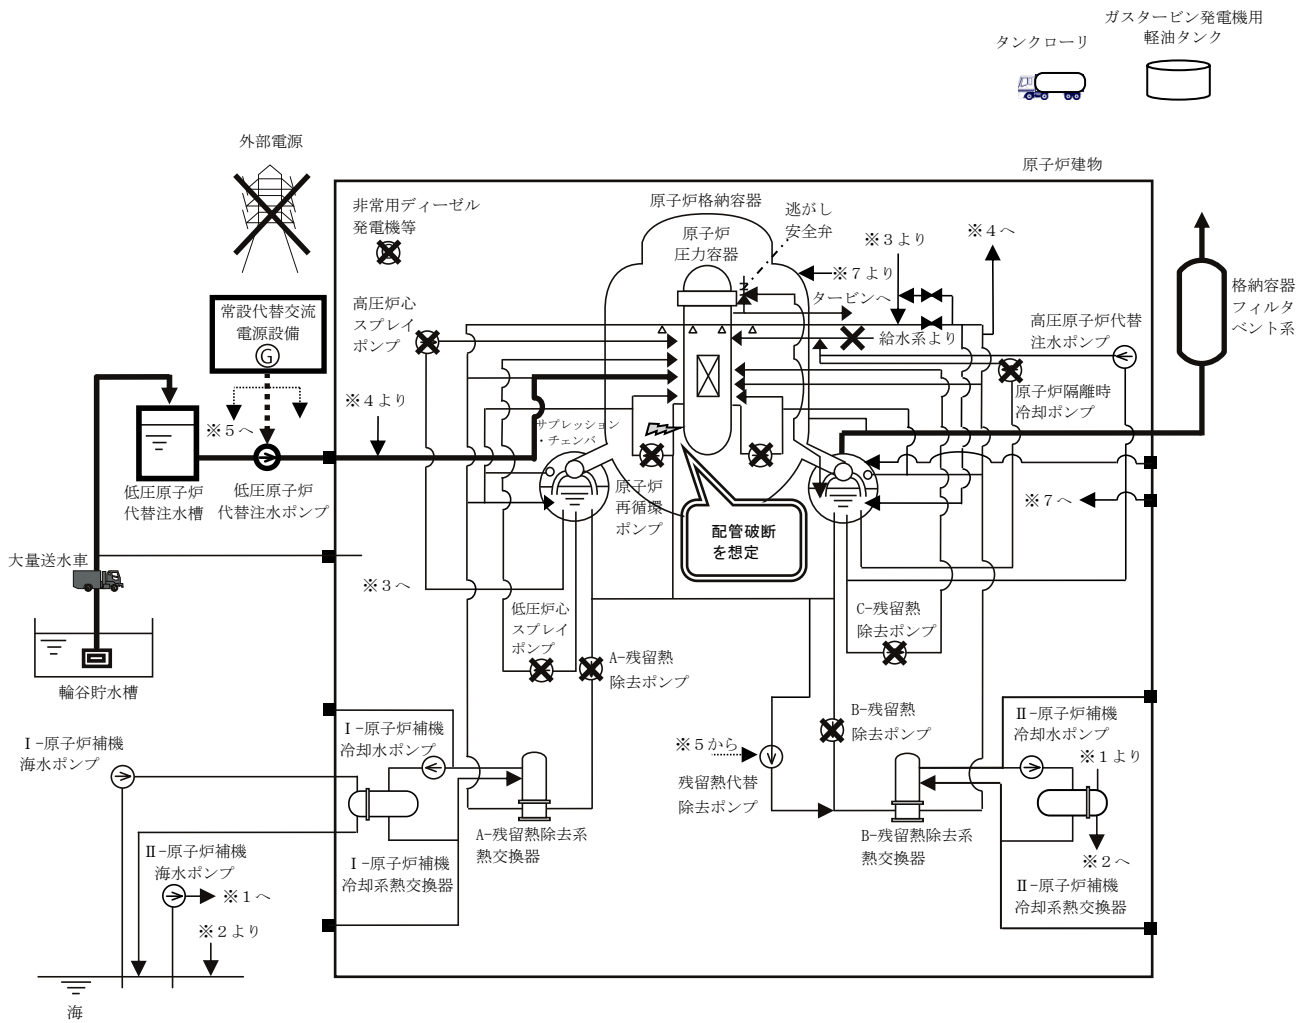 ガスタービン発電機用
軽油タンク
タンクローリ
外部電源
原子炉建物
非常用ディーゼル
発電機等
原子炉格納容器
原子炉
圧力容器
逃がし
安全弁
※3より
※4へ
※7より
タービンへ
格納容器
フィルタ
ベント系
常設代替交流
電源設備
G
高圧炉心
スプレイ
ポンプ
給水系より
高圧原子炉代替
注水ポンプ
原子炉隔離時
冷却ポンプ
※4より
※5へ
サプレッション
・チェンバ
低圧原子炉
代替注水槽
低圧原子炉
代替注水ポンプ
原子炉
再循環
ポンプ
配管破断
を想定
※7へ
大量送水車
※3へ
低圧炉心
スプレイ
ポンプ
C-残留熱
除去ポンプ
A-残留熱
除去ポンプ
輪谷貯水槽
B-残留熱
除去ポンプ
Ⅰ-原子炉補機
海水ポンプ
Ⅰ-原子炉補機
冷却水ポンプ
※5から
残留熱代替
除去ポンプ
Ⅱ-原子炉補機
冷却水ポンプ
※1より
A-残留熱除去系
熱交換器
B-残留熱除去系
熱交換器
Ⅱ-原子炉補機
海水ポンプ
※1へ
Ⅰ-原子炉補機
冷却系熱交換器
※2へ
Ⅱ-原子炉補機
冷却系熱交換器
※2より
海